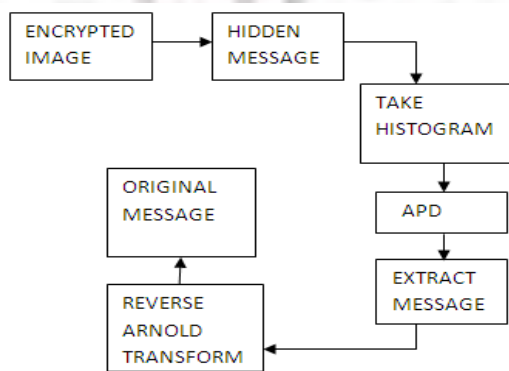 ENCRYPTED
IMAGE
HIDDEN
MESSAGE
TAKE
HISTOGRAM
APD
EXTRACT
MESSAGE
REVERSE
ARNOLD
TRANSFORM
ORIGINAL
MESSAGE